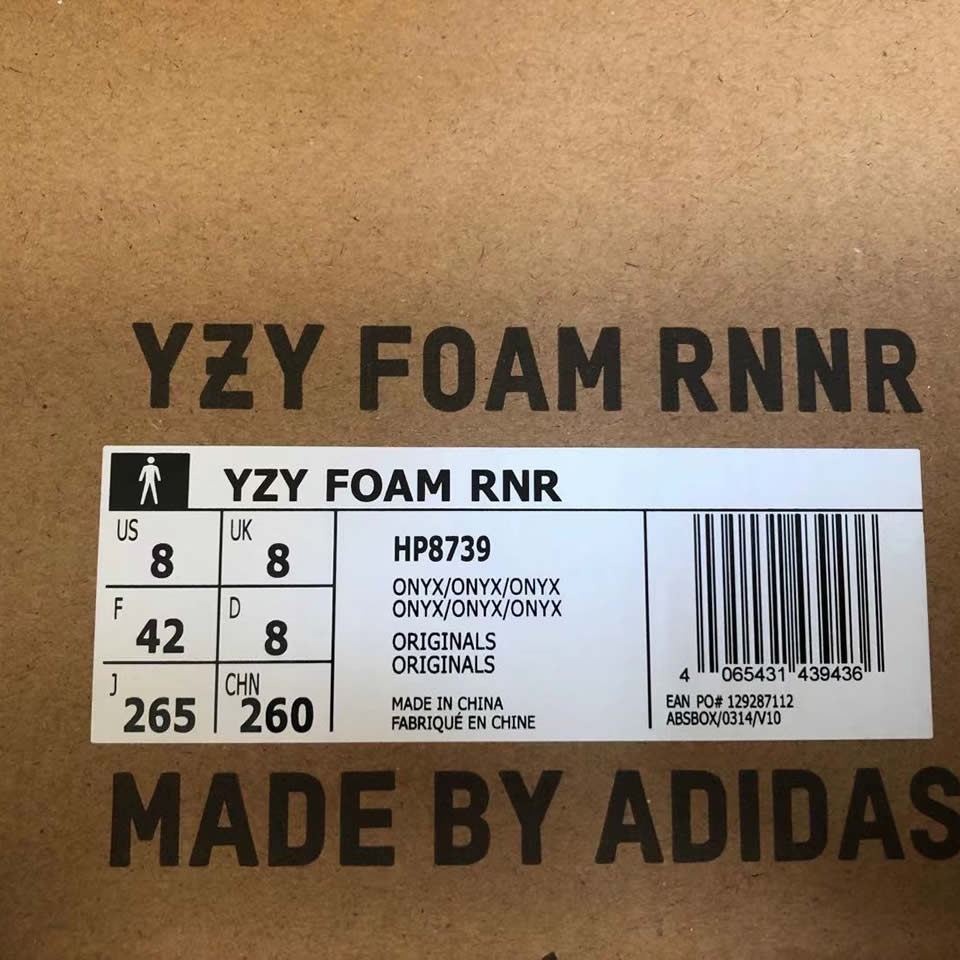 YZY FOAM RNNR
YZY FOAM RNR
US 8
UK 8
F 42
D 8
J 265
CHN 260
HP8739
ONYX/ONYX/ONYX
ONYX/ONYX/ONYX
ORIGINALS
ORIGINALS
MADE IN CHINA
FABRIQUÉ EN CHINE
4 065431 439436
EAN PO# 129287112
ABSBOX/0314/V10
MADE BY ADIDAS